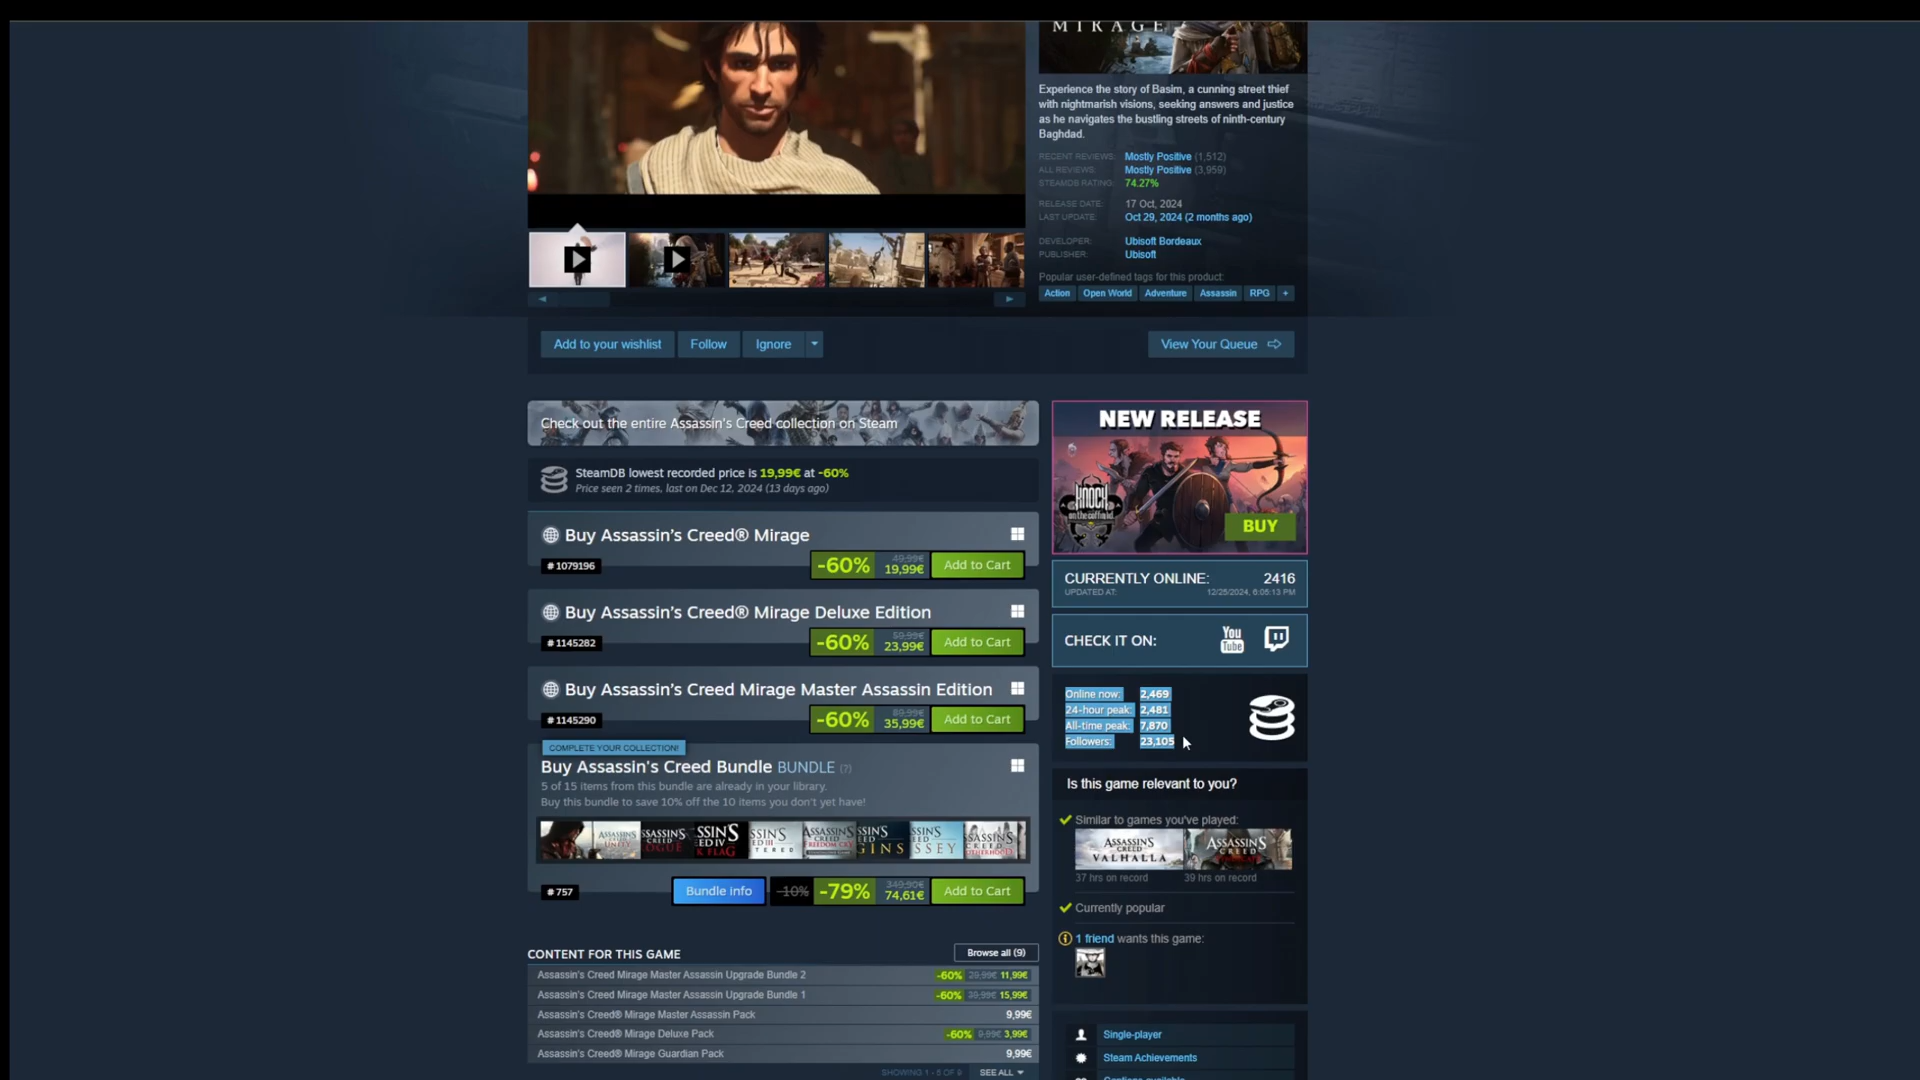 MIRAGE
Experience the story of Basim, a cunning street thief
with nightmarish visions, seeking answers and justice
as he navigates the bustling streets of ninth-century
Baghdad.
RECENT REVIEWS: Mostly Positive (1,512)
ALL REVIEWS: Mostly Positive (3,959)
STEAMDB RATING: 74.27%
RELEASE DATE: 17 Oct, 2024
LAST UPDATE: Oct 29, 2024 (2 months ago)
DEVELOPER: Ubisoft Bordeaux
PUBLISHER: Ubisoft
Popular user-defined tags for this product:
Action Open World Adventure Assassin RPG +
Add to your wishlist Follow Ignore View Your Queue
Check out the entire Assassin's Creed collection on Steam
SteamDB lowest recorded price is 19,99€ at -60%
Price seen 2 times, last on Dec 12, 2024 (13 days ago)
Buy Assassin's Creed® Mirage
#1079196 -60% 49,99€ 19,99€ Add to Cart
Buy Assassin's Creed® Mirage Deluxe Edition
#1145282 -60% 59,99€ 23,99€ Add to Cart
Buy Assassin's Creed Mirage Master Assassin Edition
#1145290 -60% 89,99€ 35,99€ Add to Cart
COMPLETE YOUR COLLECTION!
Buy Assassin's Creed Bundle BUNDLE (?)
5 of 15 items from this bundle are already in your library.
Buy this bundle to save 10% off the 10 items you don't yet have!
#757 Bundle info -10% -79% 349,90€ 74,61€ Add to Cart
CONTENT FOR THIS GAME Browse all (9)
Assassin's Creed Mirage Master Assassin Upgrade Bundle 2 -60% 29,99€ 11,99€
Assassin's Creed Mirage Master Assassin Upgrade Bundle 1 -60% 39,99€ 15,99€
Assassin's Creed® Mirage Master Assassin Pack 9,99€
Assassin's Creed® Mirage Deluxe Pack -60% 9,99€ 3,99€
Assassin's Creed® Mirage Guardian Pack 9,99€
SHOWING 1 - 5 OF 9 SEE ALL
NEW RELEASE
KNOCK
on the coffin lid
BUY
CURRENTLY ONLINE: 2416
UPDATED AT: 12/25/2024, 6:05:13 PM
CHECK IT ON: You Tube
Online now: 2,469
24-hour peak: 2,481
All-time peak: 7,870
Followers: 23,105
Is this game relevant to you?
Similar to games you've played:
ASSASSIN'S CREED VALHALLA
ASSASSIN'S CREED
37 hrs on record 39 hrs on record
Currently popular
1 friend wants this game:
Single-player
Steam Achievements